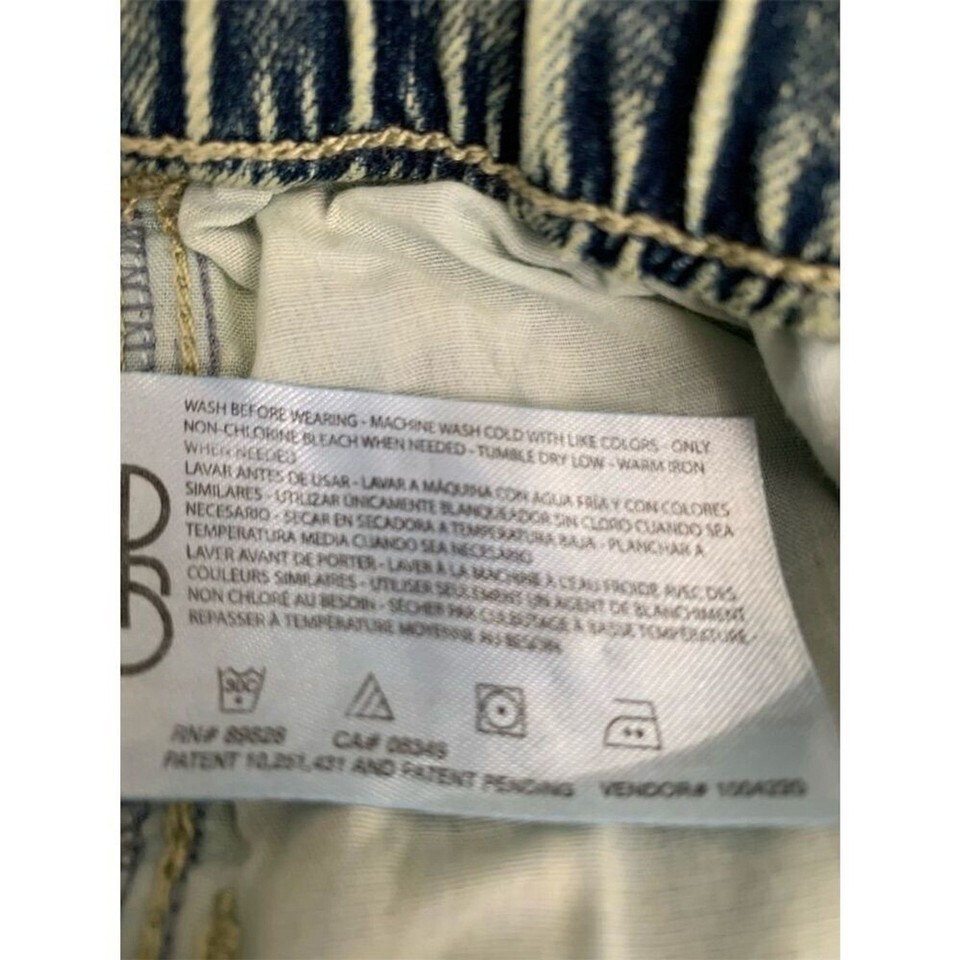 WASH BEFORE WEARING - MACHINE WASH COLD WITH LIKE COLORS - ONLY
NON-CHLORINE BLEACH WHEN NEEDED - TUMBLE DRY LOW - WARM IRON
WHEN NEEDED
LAVAR ANTES DE USAR - LAVAR A MÁQUINA CON AGUA FRÍA Y CON COLORES
SIMILARES - UTILIZAR ÚNICAMENTE BLANQUEADOR SIN CLORO CUANDO SEA
NECESARIO - SECAR EN SECADORA A TEMPERATURA BAJA - PLANCHAR A
TEMPERATURA MEDIA CUANDO SEA NECESARIO
LAVER AVANT DE PORTER - LAVER À LA MACHINE À L'EAU FROIDE AVEC DES
COULEURS SIMILAIRES - UTILISER SEULEMENT UN AGENT DE BLANCHIMENT
NON CHLORÉ AU BESOIN - SÉCHER PAR CULBUTAGE À BASSE TEMPÉRATURE -
REPASSER À TEMPÉRATURE MOYENNE AU BESOIN
30C
RN# CA#
PATENT 10,251,431 AND PATENT PENDING VENDOR#